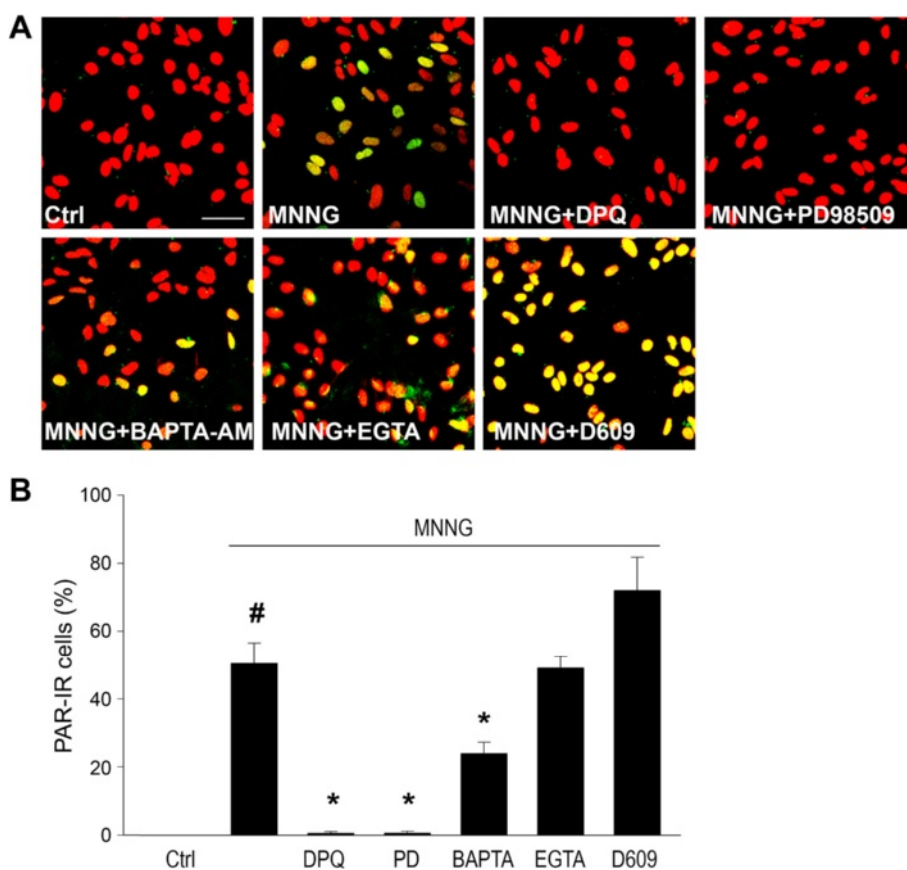 A
Ctrl
MNNG
MNNG+DPQ
MNNG+PD98509
MNNG+BAPTA-AM
MNNG+EGTA
MNNG+D609
B
MNNG
PAR-IR cells (%)
100
80
60
40
20
0
#
*
*
*
Ctrl DPQ PD BAPTA EGTA D609